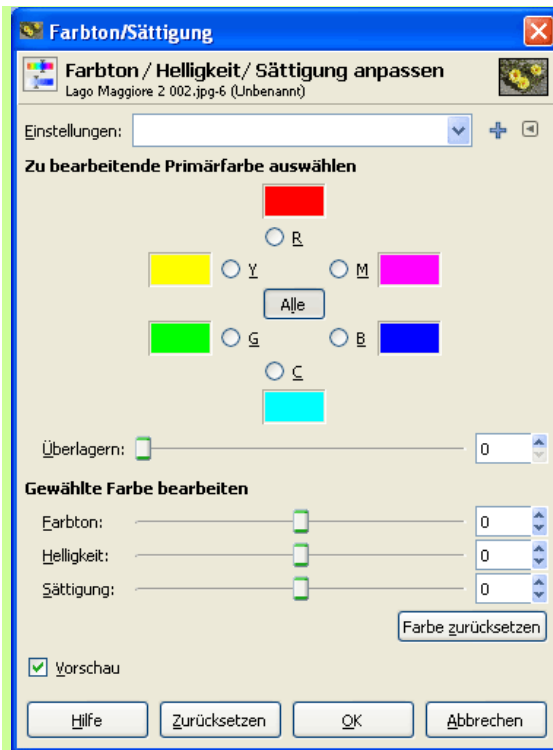 Farbton/Sättigung
Farbton / Helligkeit/ Sättigung anpassen
Lago Maggiore 2 002.jpg-6 (Unbenannt)
Einstellungen:
Zu bearbeitende Primärfarbe auswählen
R
Y M
Alle
G B
C
Überlagern: 0
Gewählte Farbe bearbeiten
Farbton: 0
Helligkeit: 0
Sättigung: 0
Farbe zurücksetzen
Vorschau
Hilfe Zurücksetzen OK Abbrechen